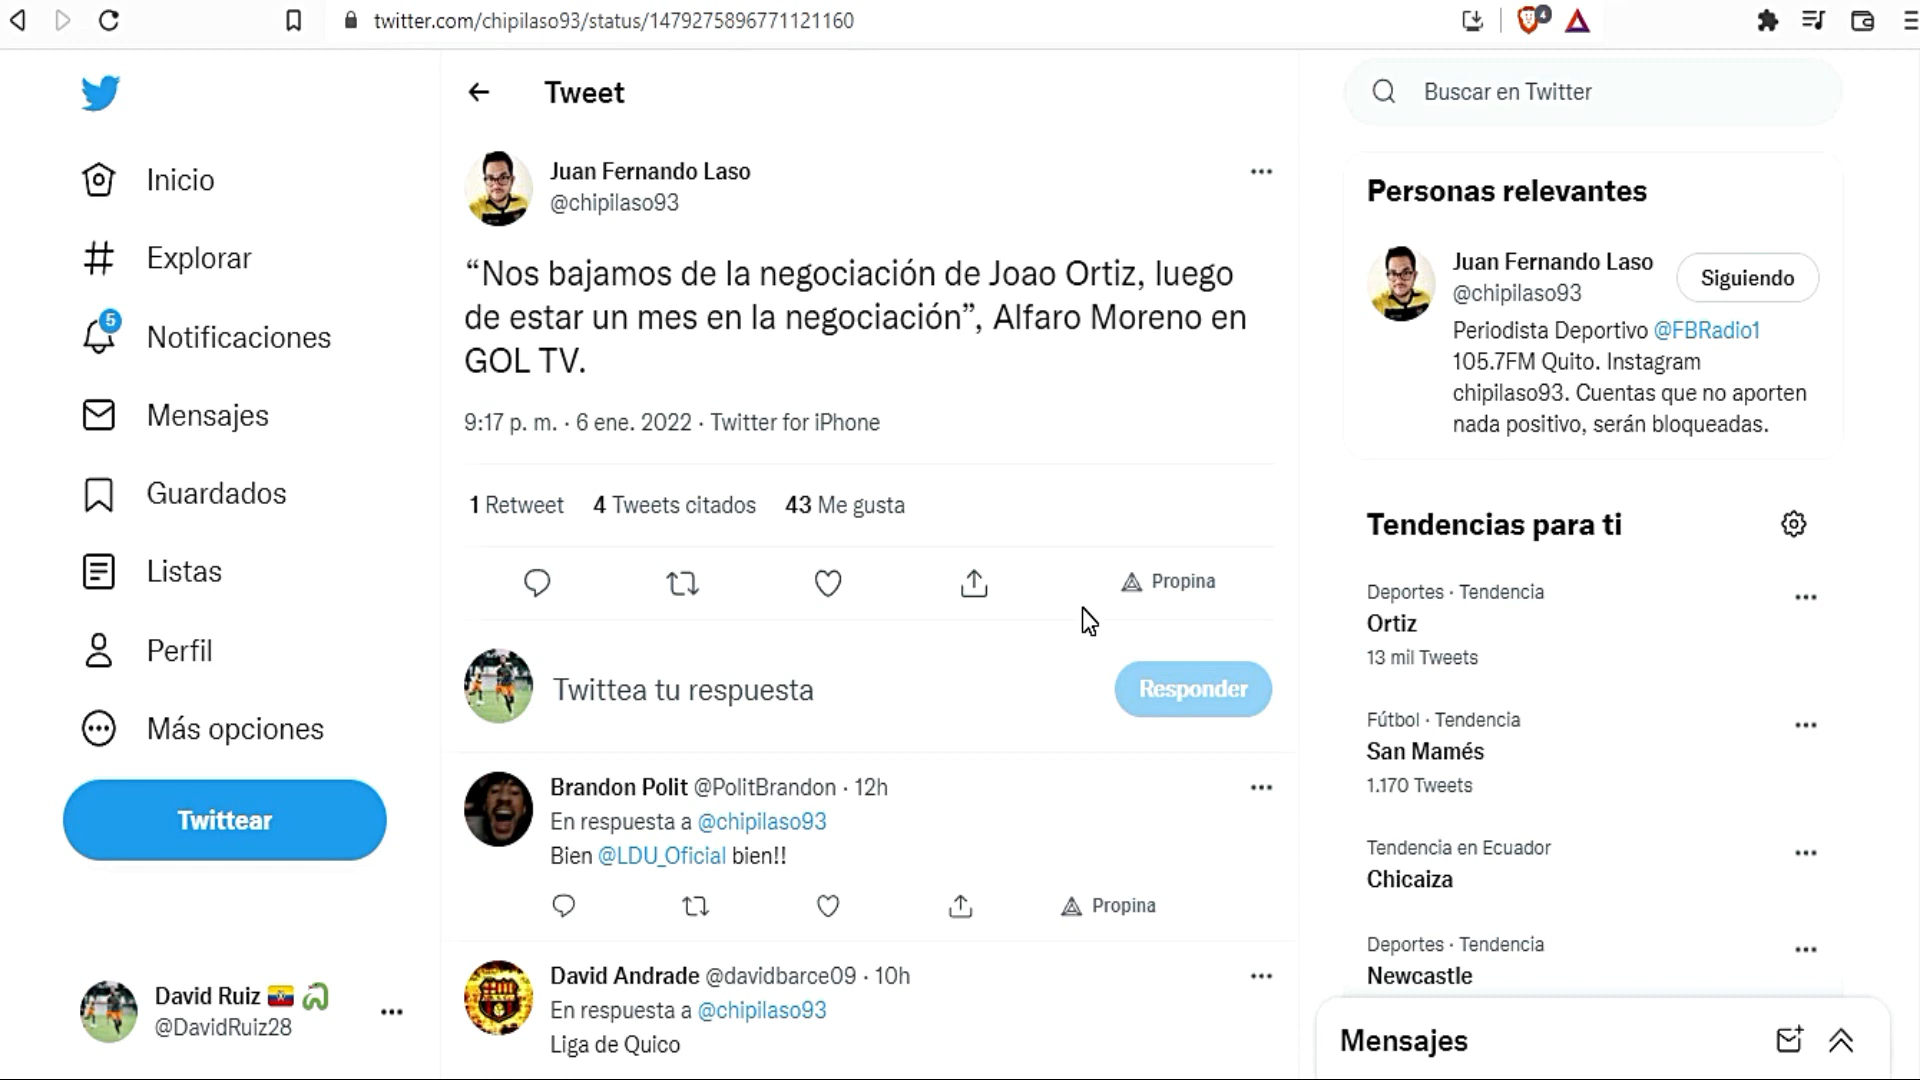 twitter.com/chipilaso93/status/1479275896771121160
4
Inicio
Explorar
5
Notificaciones
Mensajes
Guardados
Listas
Perfil
Más opciones
Twittear
David Ruiz
@DavidRuiz28
Tweet
Juan Fernando Laso
@chipilaso93
“Nos bajamos de la negociación de Joao Ortiz, luego
de estar un mes en la negociación”, Alfaro Moreno en
GOL TV.
9:17 p. m. · 6 ene. 2022 · Twitter for iPhone
1 Retweet 4 Tweets citados 43 Me gusta
Propina
Twittea tu respuesta
Responder
Brandon Polit @PolitBrandon · 12h
En respuesta a @chipilaso93
Bien @LDU_Oficial bien!!
Propina
David Andrade @davidbarce09 · 10h
En respuesta a @chipilaso93
Liga de Quico
Buscar en Twitter
Personas relevantes
Juan Fernando Laso
@chipilaso93
Siguiendo
Periodista Deportivo @FBRadio1
105.7FM Quito. Instagram
chipilaso93. Cuentas que no aporten
nada positivo, serán bloqueadas.
Tendencias para ti
Deportes · Tendencia
Ortiz
13 mil Tweets
Fútbol · Tendencia
San Mamés
1.170 Tweets
Tendencia en Ecuador
Chicaiza
Deportes · Tendencia
Newcastle
Mensajes